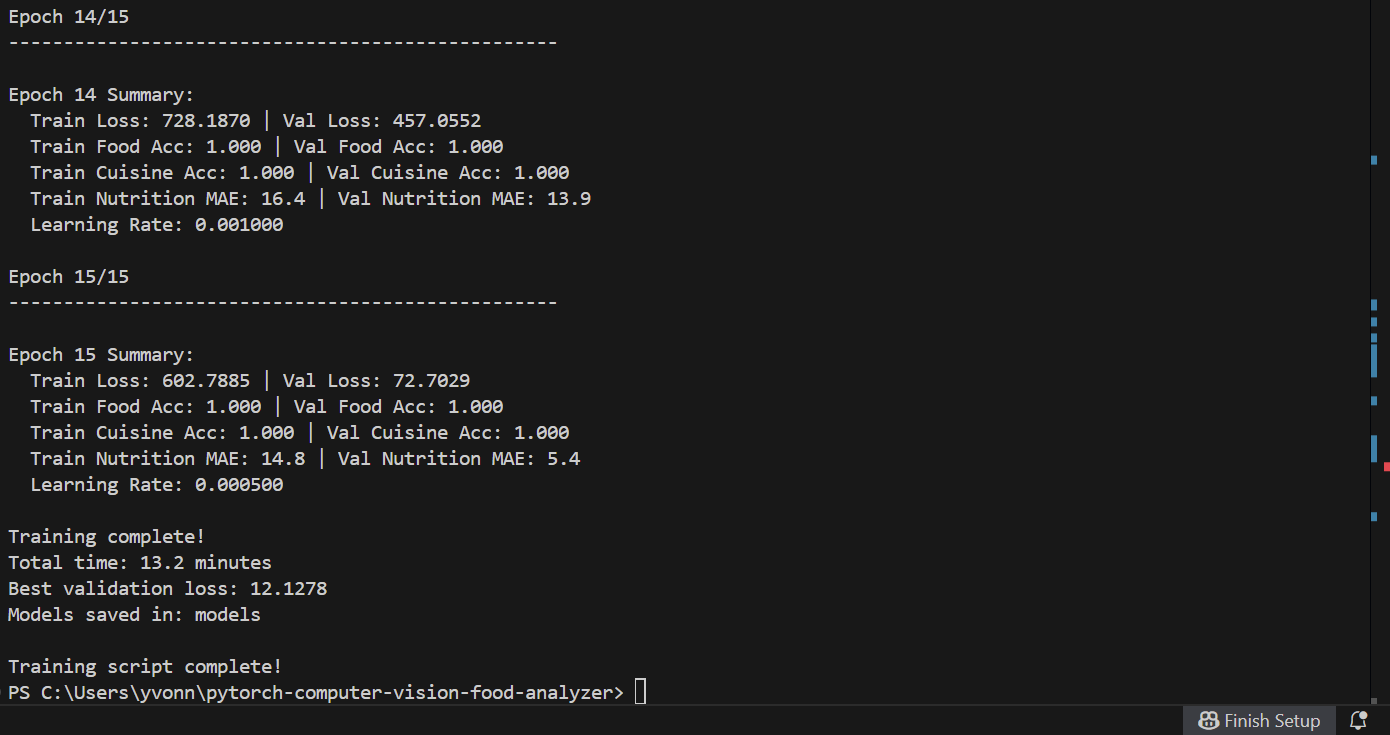 Epoch 14/15
--------------------------------------------------
Epoch 14 Summary:
Train Loss: 728.1870 | Val Loss: 457.0552
Train Food Acc: 1.000 | Val Food Acc: 1.000
Train Cuisine Acc: 1.000 | Val Cuisine Acc: 1.000
Train Nutrition MAE: 16.4 | Val Nutrition MAE: 13.9
Learning Rate: 0.001000
Epoch 15/15
--------------------------------------------------
Epoch 15 Summary:
Train Loss: 602.7885 | Val Loss: 72.7029
Train Food Acc: 1.000 | Val Food Acc: 1.000
Train Cuisine Acc: 1.000 | Val Cuisine Acc: 1.000
Train Nutrition MAE: 14.8 | Val Nutrition MAE: 5.4
Learning Rate: 0.000500
Training complete!
Total time: 13.2 minutes
Best validation loss: 12.1278
Models saved in: models
Training script complete!
PS C:\Users\yvonn\pytorch-computer-vision-food-analyzer>
Finish Setup